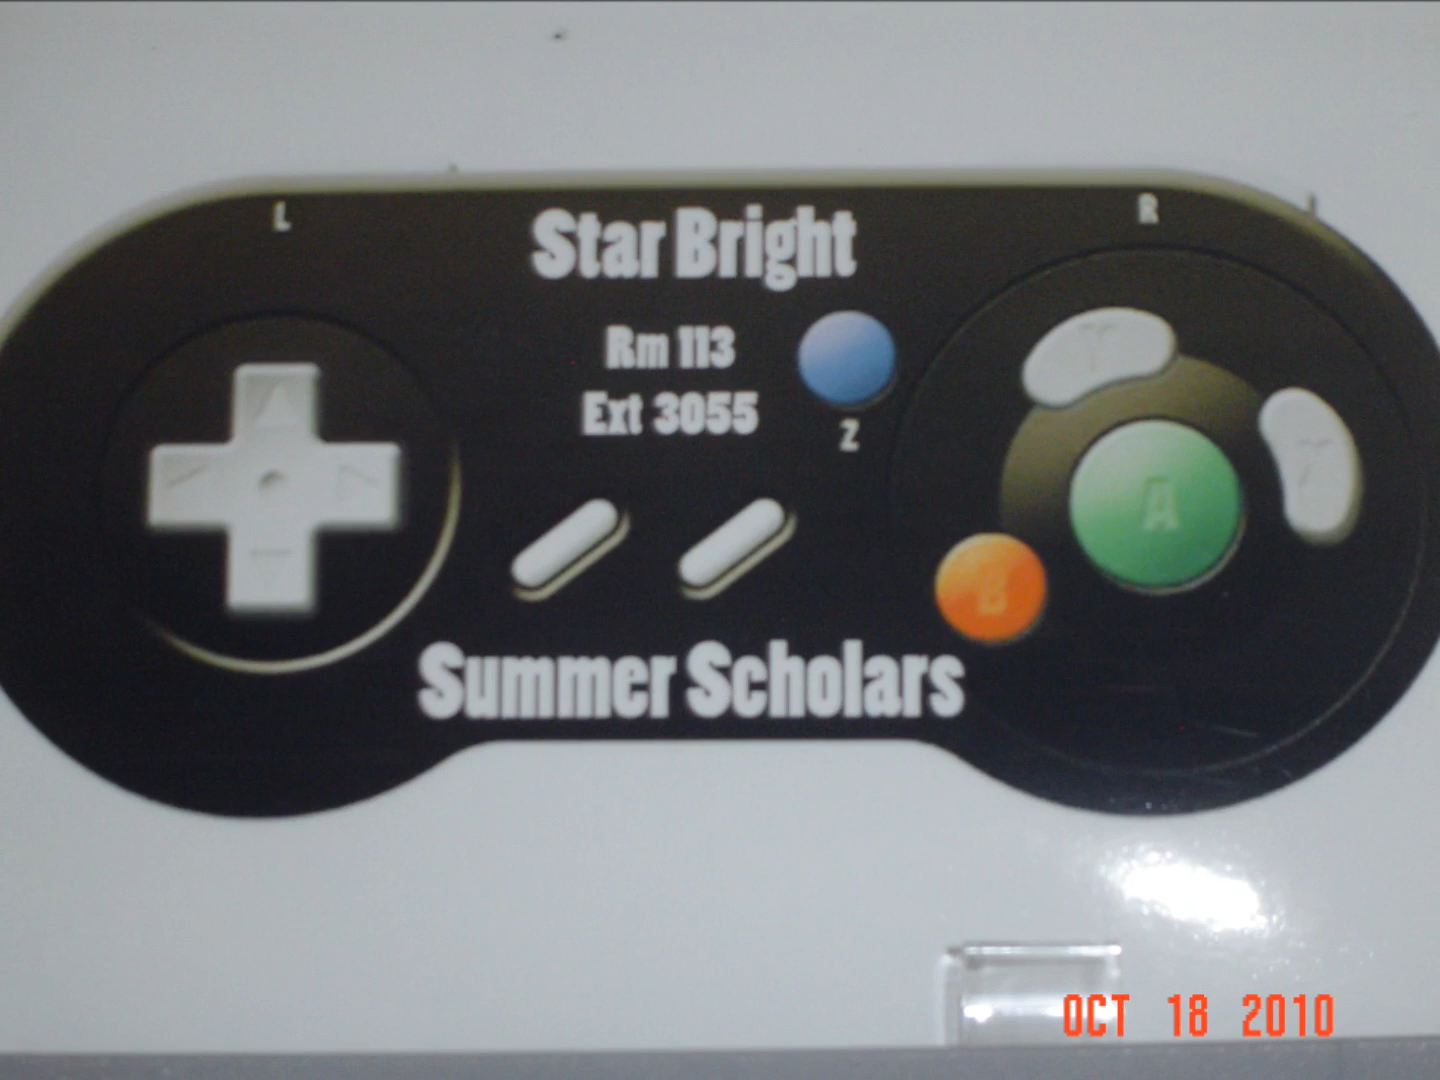 L R
Star Bright
Rm 113
Ext 3055
Z
Y
A
B
Summer Scholars
OCT 18 2010